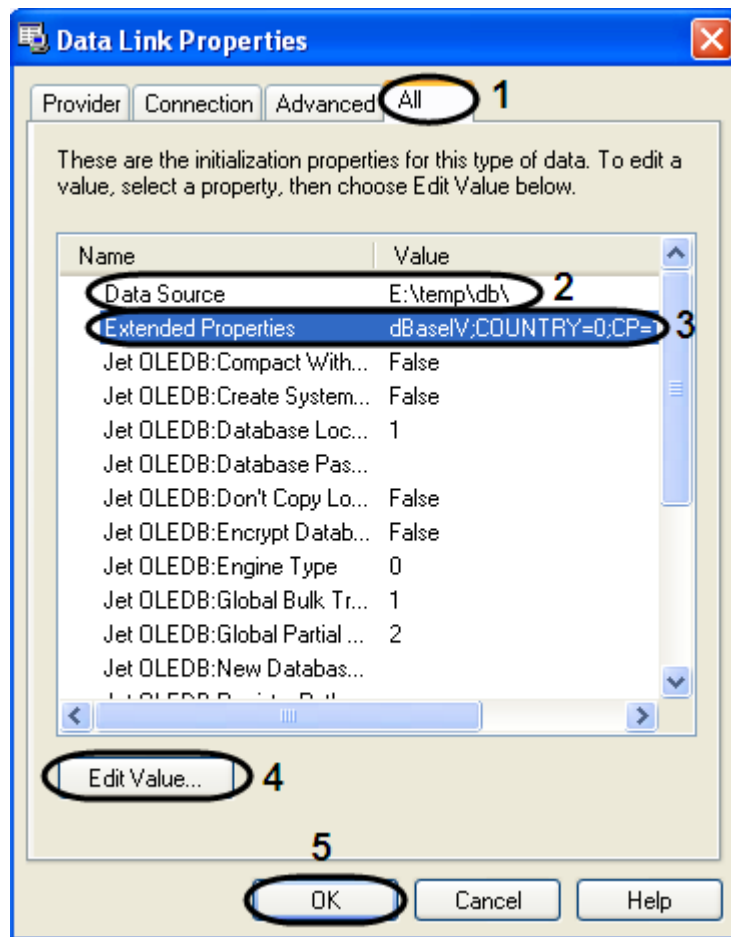 Data Link Properties
Provider Connection Advanced All 1
These are the initialization properties for this type of data. To edit a
value, select a property, then choose Edit Value below.
Name Value
Data Source E:\temp\db\ 2
Extended Properties dBaseIV;COUNTRY=0;CP= 3
Jet OLEDB:Compact With... False
Jet OLEDB:Create System... False
Jet OLEDB:Database Loc... 1
Jet OLEDB:Database Pas...
Jet OLEDB:Don't Copy Lo... False
Jet OLEDB:Encrypt Datab... False
Jet OLEDB:Engine Type 0
Jet OLEDB:Global Bulk Tr... 1
Jet OLEDB:Global Partial ... 2
Jet OLEDB:New Databas...
Edit Value... 4
5
OK Cancel Help